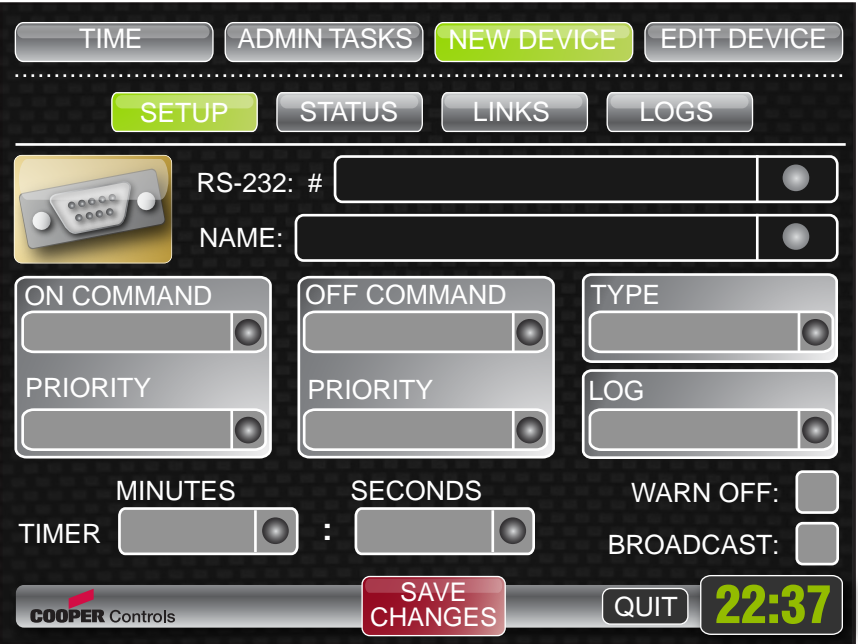 TIME ADMIN TASKS NEW DEVICE EDIT DEVICE
SETUP STATUS LINKS LOGS
RS-232: #
NAME:
ON COMMAND OFF COMMAND TYPE
PRIORITY PRIORITY LOG
MINUTES SECONDS WARN OFF:
TIMER : BROADCAST:
COOPER Controls SAVE CHANGES QUIT 22:37